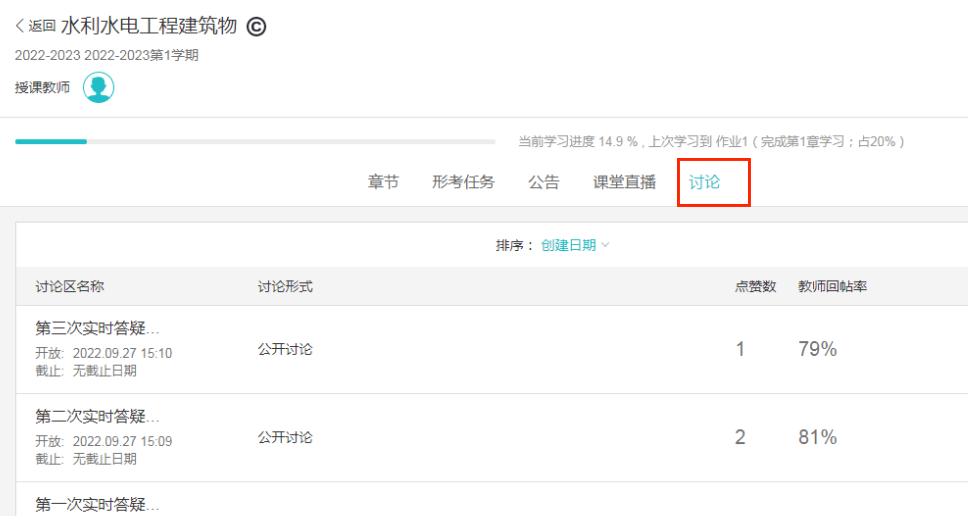 返回 水利水电工程建筑物 ©
2022-2023 2022-2023第1学期
授课教师
当前学习进度 14.9 % , 上次学习到 作业1 ( 完成第1章学习；占20% )
章节 形考任务 公告 课堂直播 讨论
排序： 创建日期
讨论区名称 讨论形式 点赞数 教师回帖率
第三次实时答疑...
开放: 2022.09.27 15:10
截止: 无截止日期
公开讨论 1 79%
第二次实时答疑...
开放: 2022.09.27 15:09
截止: 无截止日期
公开讨论 2 81%
第一次实时答疑...